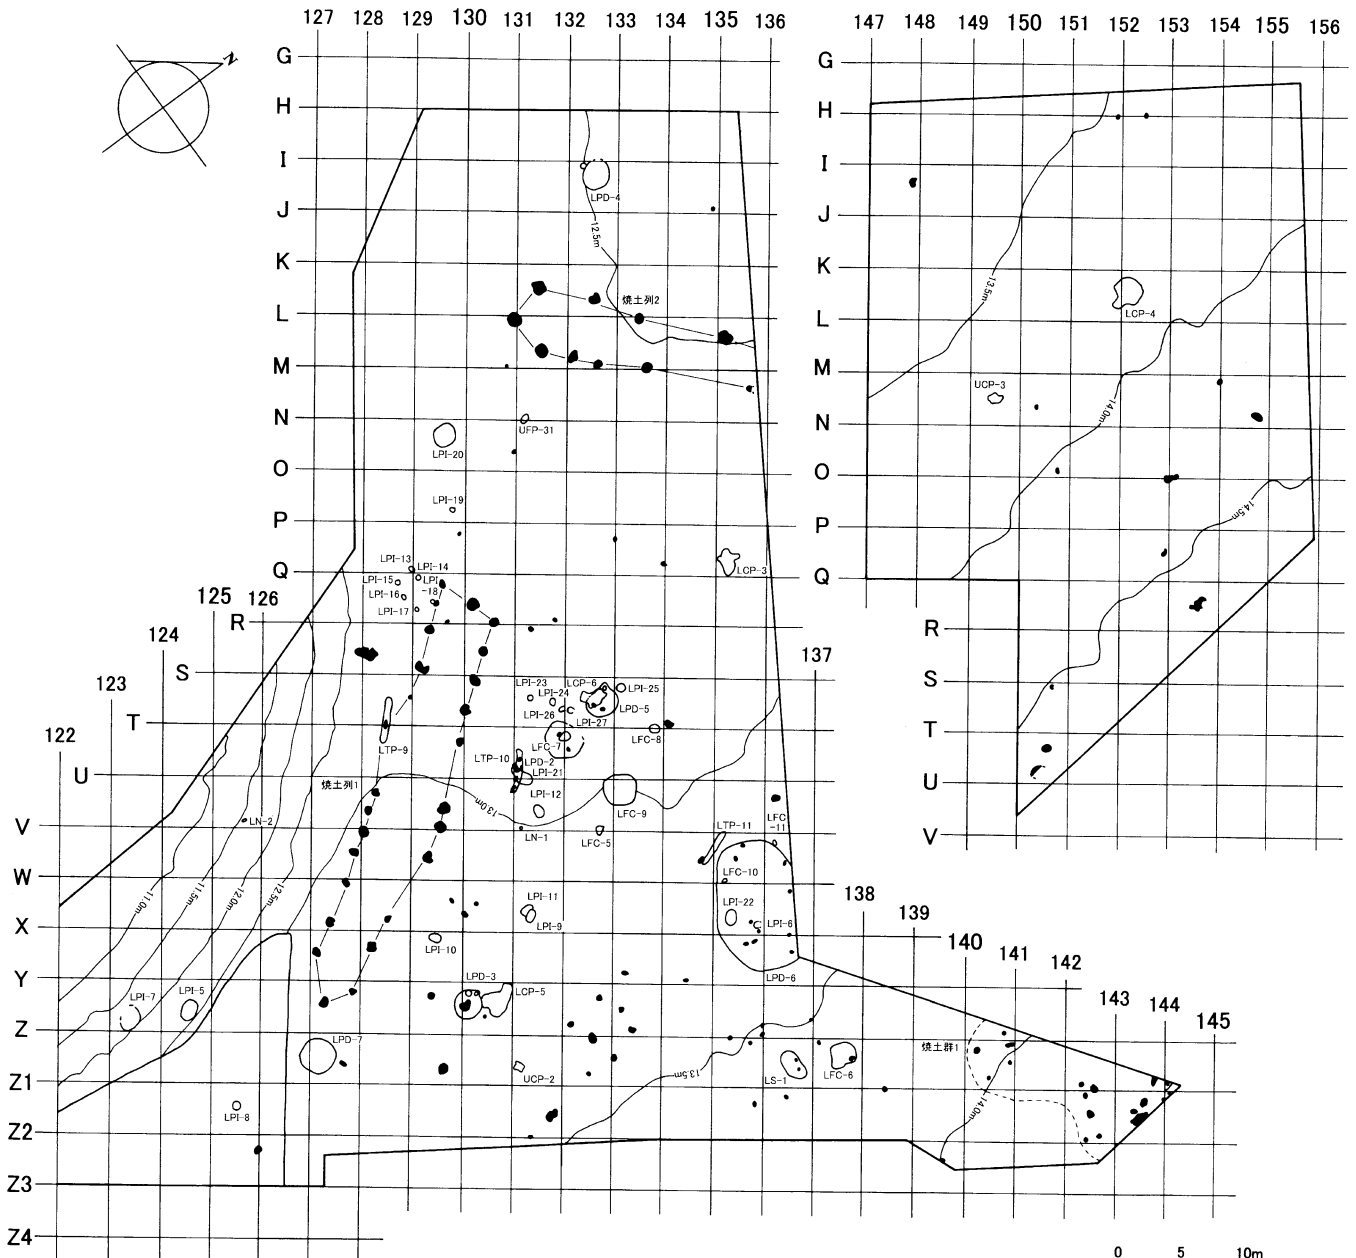 127 128 129 130 131 132 133 134 135 136
147 148 149 150 151 152 153 154 155 156
N
G
H
I
J
K
L
M
N
O
P
Q
R
S
T
U
V
W
X
Y
Z
Z1
Z2
Z3
Z4
G
H
I
J
K
L
M
N
O
P
Q
R
S
T
U
V
122
123
124
125
126
137
138
139
140
141
142
143
144
145
LPD-4
12.5m
焼土列2
UFP-31
LPI-20
LPI-19
LPI-13
LPI-14
LPI-15
LPI-16
LPI-17
LPI-18
LCP-3
LPI-23
LPI-24
LCP-6
LPI-25
LPI-26
LPD-5
LPI-27
LFC-7
LFC-8
LTP-9
LTP-10
LPD-2
LPI-21
焼土列1
13.0m
LPI-12
LFC-9
LN-2
LN-1
LFC-5
LTP-11
LFC-11
LFC-10
11.0m
11.5m
12.0m
12.5m
LPI-11
LPI-9
LPI-22
LPI-6
LPI-10
LPD-3
LCP-5
LPD-6
LPI-7
LPI-5
LPD-7
UCP-2
LS-1
LFC-6
焼土群1
LPI-8
13.5m
14.0m
13.5m
LCP-4
UCP-3
14.0m
14.5m
0 5 10m